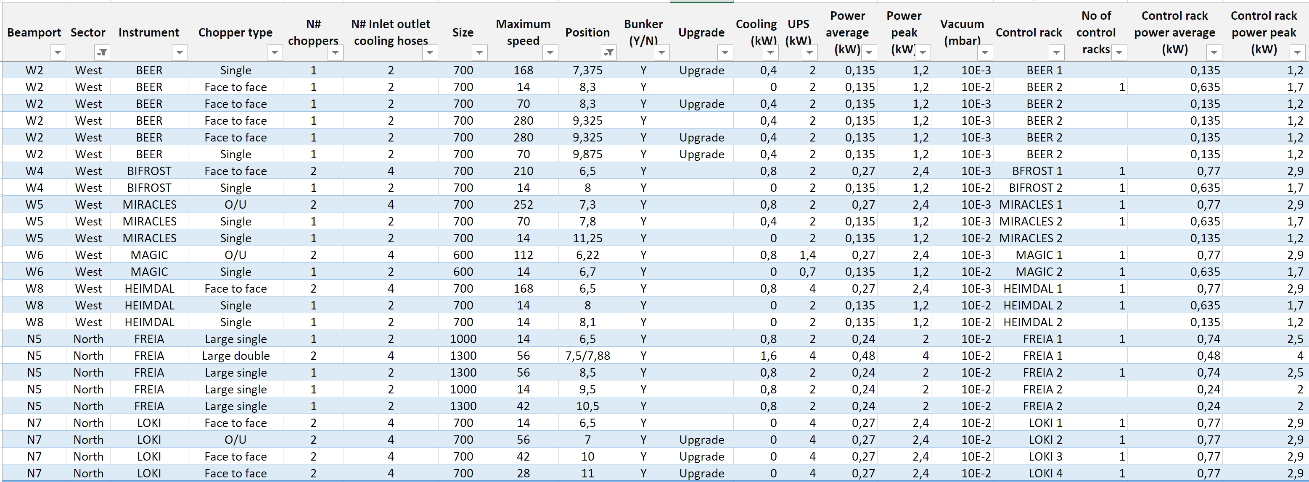 Beamport Sector Instrument Chopper type N# choppers N# Inlet outlet cooling hoses Size Maximum speed Position Bunker (Y/N) Upgrade Cooling (kW) UPS (kW) Power average (kW) Power peak (kW) Vacuum (mbar) Control rack No of control racks Control rack power average (kW) Control rack power peak (kW)
W2 West BEER Single 1 2 700 168 7,375 Y Upgrade 0,4 2 0,135 1,2 10E-3 BEER 1 0,135 1,2
W2 West BEER Face to face 1 2 700 14 8,3 Y 0 2 0,135 1,2 10E-2 BEER 2 1 0,635 1,7
W2 West BEER Face to face 1 2 700 70 8,3 Y Upgrade 0,4 2 0,135 1,2 10E-3 BEER 2 0,135 1,2
W2 West BEER Face to face 1 2 700 280 9,325 Y 0,4 2 0,135 1,2 10E-3 BEER 2 0,135 1,2
W2 West BEER Face to face 1 2 700 280 9,325 Y Upgrade 0,4 2 0,135 1,2 10E-3 BEER 2 0,135 1,2
W2 West BEER Single 1 2 700 70 9,875 Y Upgrade 0,4 2 0,135 1,2 10E-3 BEER 2 0,135 1,2
W4 West BIFROST Face to face 2 4 700 210 6,5 Y 0,8 2 0,27 2,4 10E-3 BFROST 1 1 0,77 2,9
W4 West BIFROST Single 1 2 700 14 8 Y 0 2 0,135 1,2 10E-2 BIFROST 2 1 0,635 1,7
W5 West MIRACLES O/U 2 4 700 252 7,3 Y 0,8 2 0,27 2,4 10E-3 MIRACLES 1 1 0,77 2,9
W5 West MIRACLES Single 1 2 700 70 7,8 Y 0,4 2 0,135 1,2 10E-3 MIRACLES 2 1 0,635 1,7
W5 West MIRACLES Single 1 2 700 14 11,25 Y 0 2 0,135 1,2 10E-2 MIRACLES 2 0,135 1,2
W6 West MAGIC O/U 2 4 600 112 6,22 Y 0,8 1,4 0,27 2,4 10E-3 MAGIC 1 1 0,77 2,9
W6 West MAGIC Single 1 2 600 14 6,7 Y 0 0,7 0,135 1,2 10E-2 MAGIC 2 1 0,635 1,7
W8 West HEIMDAL Face to face 2 4 700 168 6,5 Y 0,8 4 0,27 2,4 10E-3 HEIMDAL 1 1 0,77 2,9
W8 West HEIMDAL Single 1 2 700 14 8 Y 0 2 0,135 1,2 10E-2 HEIMDAL 2 1 0,635 1,7
W8 West HEIMDAL Single 1 2 700 14 8,1 Y 0 2 0,135 1,2 10E-2 HEIMDAL 2 0,135 1,2
N5 North FREIA Large single 1 2 1000 14 6,5 Y 0,8 2 0,24 2 10E-2 FREIA 1 1 0,74 2,5
N5 North FREIA Large double 2 4 1300 56 7,5/7,88 Y 1,6 4 0,48 4 10E-2 FREIA 1 0,48 4
N5 North FREIA Large single 1 2 1300 56 8,5 Y 0,8 2 0,24 2 10E-2 FREIA 2 1 0,74 2,5
N5 North FREIA Large single 1 2 1000 14 9,5 Y 0,8 2 0,24 2 10E-2 FREIA 2 0,24 2
N5 North FREIA Large single 1 2 1300 42 10,5 Y 0,8 2 0,24 2 10E-2 FREIA 2 0,24 2
N7 North LOKI Face to face 2 4 700 14 6,5 Y 0 4 0,27 2,4 10E-2 LOKI 1 1 0,77 2,9
N7 North LOKI O/U 2 4 700 56 7 Y Upgrade 0 4 0,27 2,4 10E-2 LOKI 2 1 0,77 2,9
N7 North LOKI Face to face 2 4 700 42 10 Y Upgrade 0 4 0,27 2,4 10E-2 LOKI 3 1 0,77 2,9
N7 North LOKI Face to face 2 4 700 28 11 Y Upgrade 0 4 0,27 2,4 10E-2 LOKI 4 1 0,77 2,9